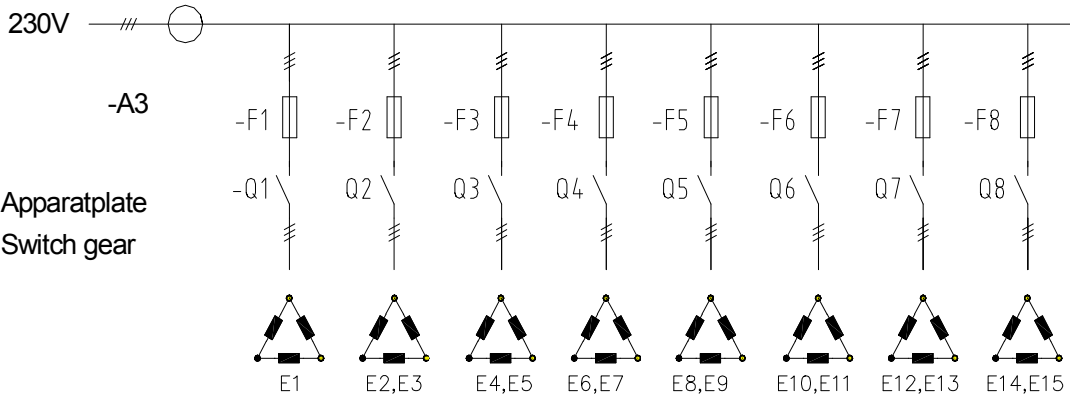 230V
-A3
-F1 -F2 -F3 -F4 -F5 -F6 -F7 -F8
Apparatplate
Switch gear
-Q1 Q2 Q3 Q4 Q5 Q6 Q7 Q8
E1 E2,E3 E4,E5 E6,E7 E8,E9 E10,E11 E12,E13 E14,E15